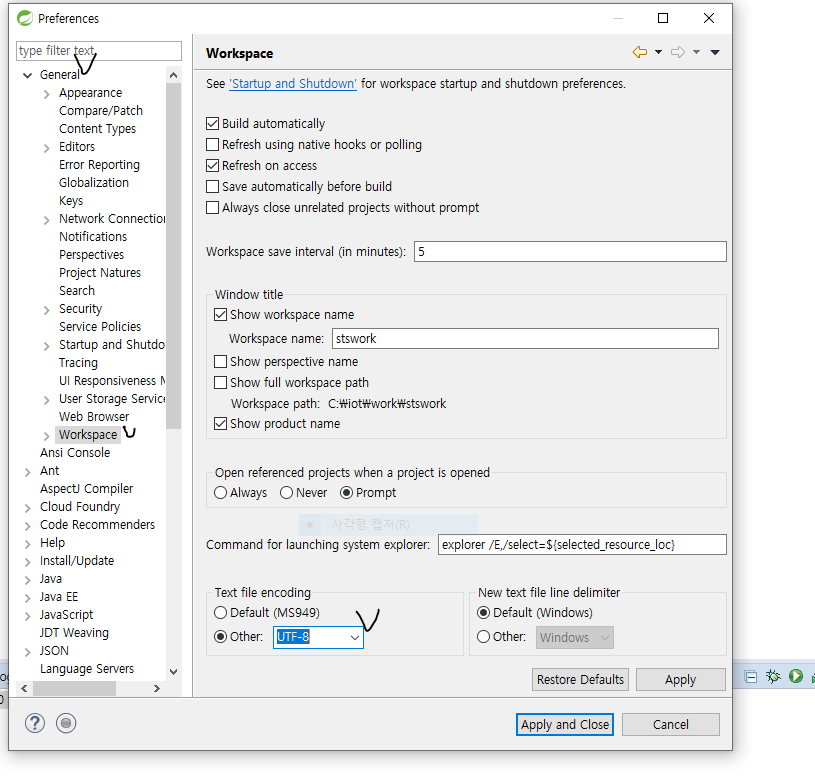 Preferences
type filter text
General
Appearance
Compare/Patch
Content Types
Editors
Error Reporting
Globalization
Keys
Network Connection
Notifications
Perspectives
Project Natures
Search
Security
Service Policies
Startup and Shutdo
Tracing
UI Responsiveness M
User Storage Service
Web Browser
Workspace
Ansi Console
Ant
AspectJ Compiler
Cloud Foundry
Code Recommenders
Help
Install/Update
Java
Java EE
JavaScript
JDT Weaving
JSON
Language Servers
Workspace
See 'Startup and Shutdown' for workspace startup and shutdown preferences.
Build automatically
Refresh using native hooks or polling
Refresh on access
Save automatically before build
Always close unrelated projects without prompt
Workspace save interval (in minutes): 5
Window title
Show workspace name
Workspace name: stswork
Show perspective name
Show full workspace path
Workspace path: C:₩iot₩work₩stswork
Show product name
Open referenced projects when a project is opened
Always Never Prompt
사각형 캡처(R)
Command for launching system explorer: explorer /E,/select=${selected_resource_loc}
Text file encoding
Default (MS949)
Other: UTF-8
New text file line delimiter
Default (Windows)
Other: Windows
Restore Defaults Apply
Apply and Close Cancel